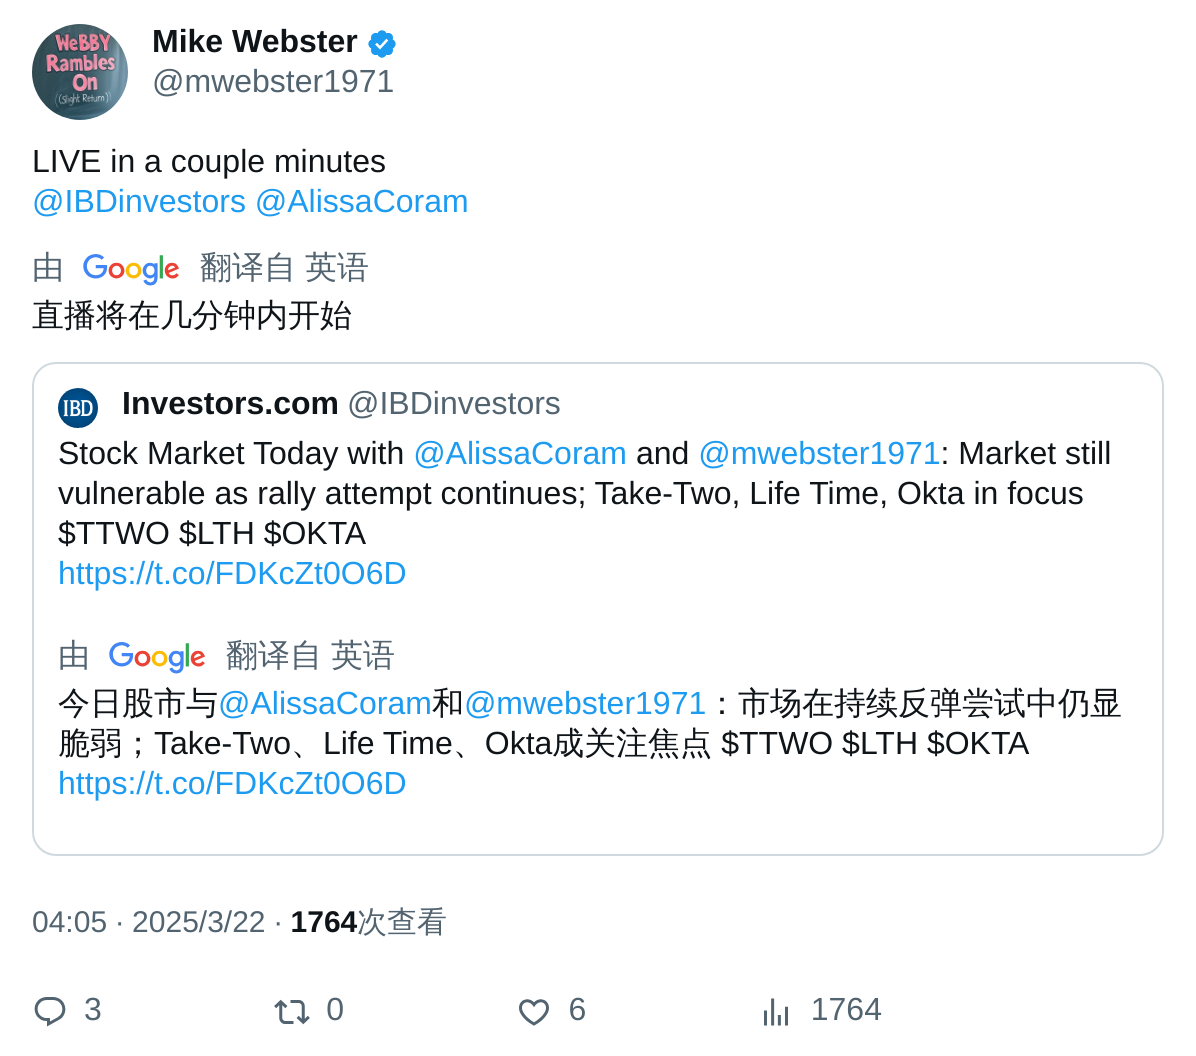 WeBBY
Rambles
On
((Slight Return))
Mike Webster
@mwebster1971
LIVE in a couple minutes
@IBDinvestors @AlissaCoram
由 Google 翻译自 英语
直播将在几分钟内开始
IBD Investors.com @IBDinvestors
Stock Market Today with @AlissaCoram and @mwebster1971: Market still
vulnerable as rally attempt continues; Take-Two, Life Time, Okta in focus
$TTWO $LTH $OKTA
https://t.co/FDKcZt0O6D
由 Google 翻译自 英语
今日股市与@AlissaCoram和@mwebster1971：市场在持续反弹尝试中仍显
脆弱；Take-Two、Life Time、Okta成关注焦点 $TTWO $LTH $OKTA
https://t.co/FDKcZt0O6D
04:05 · 2025/3/22 · 1764次查看
3 0 6 1764